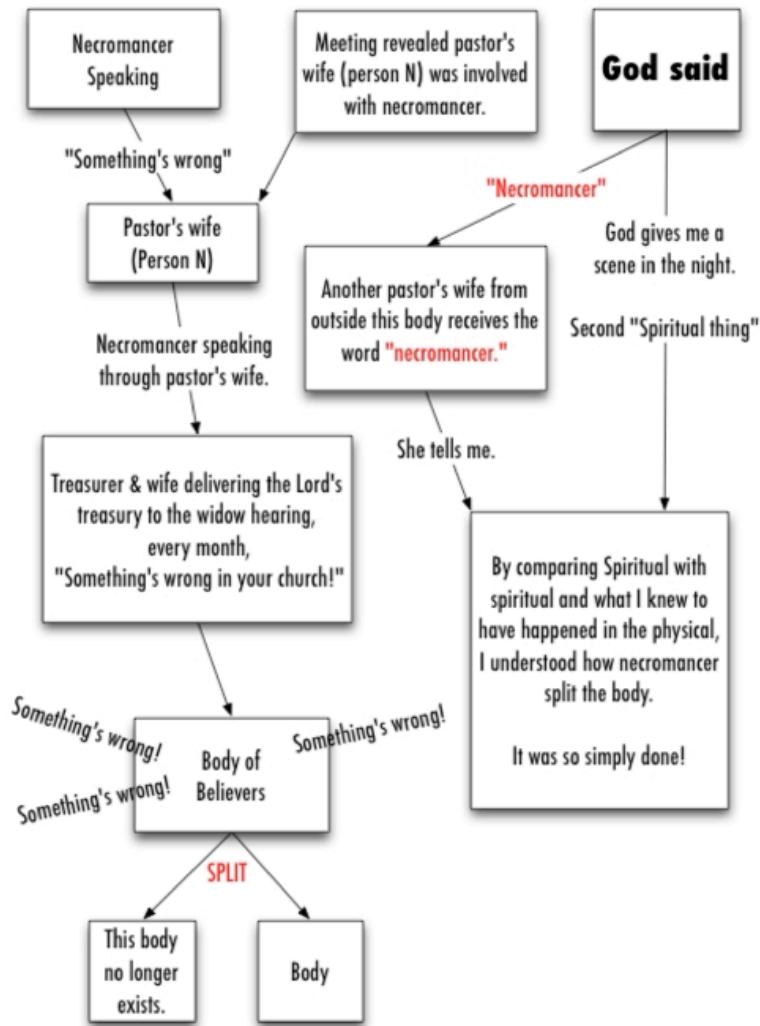 Necromancer
Speaking
Meeting revealed pastor's
wife (person N) was involved
with necromancer.
God said
"Something's wrong"
"Necromancer"
Pastor's wife
(Person N)
God gives me a
scene in the night.
Another pastor's wife from
outside this body receives the
word "necromancer."
Second "Spiritual thing"
Necromancer speaking
through pastor's wife.
She tells me.
Treasurer & wife delivering the Lord's
treasury to the widow hearing,
every month,
"Something's wrong in your church!"
By comparing Spiritual with
spiritual and what I knew to
have happened in the physical,
I understood how necromancer
split the body.
It was so simply done!
Something's wrong!
Something's wrong!
Something's wrong!
Body of
Believers
SPLIT
This body
no longer
exists.
Body